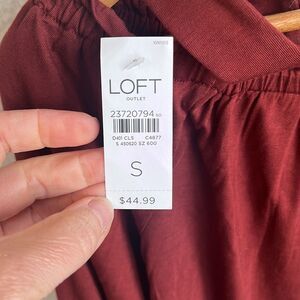 LOFT
OUTLET
23720794
D401 CLS C4877
S 450620 SZ 600
S
$44.99